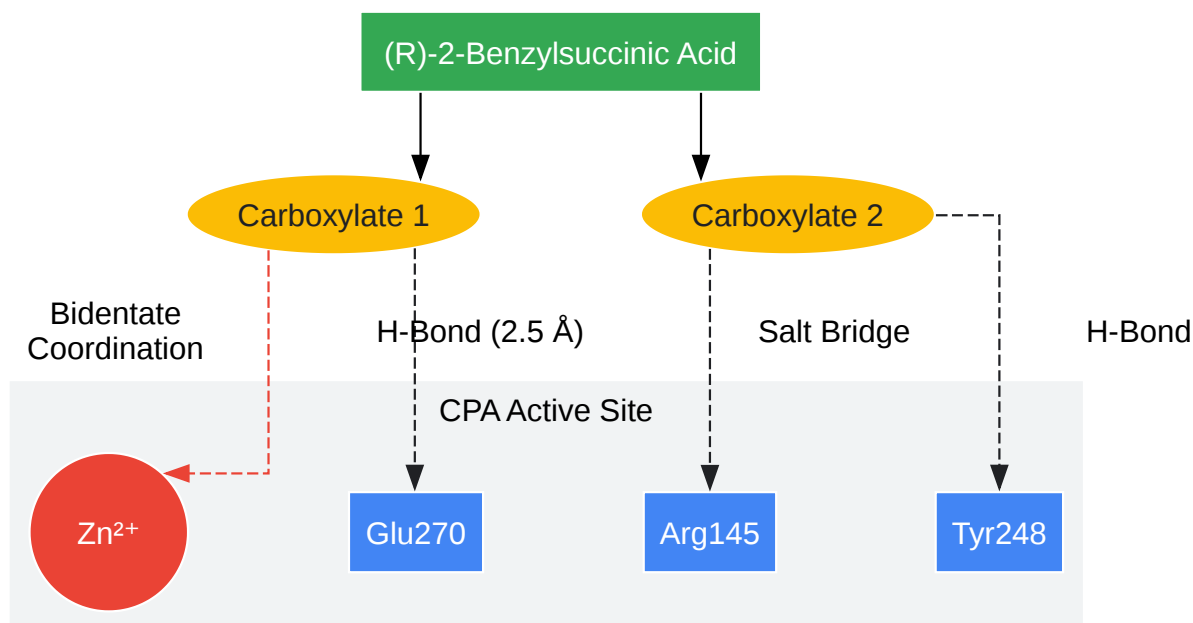 (R)-2-Benzylsuccinic Acid
Carboxylate 1
Carboxylate 2
Bidentate
Coordination
H-Bond (2.5 Å)
Salt Bridge
H-Bond
CPA Active Site
Zn²⁺
Glu270
Arg145
Tyr248